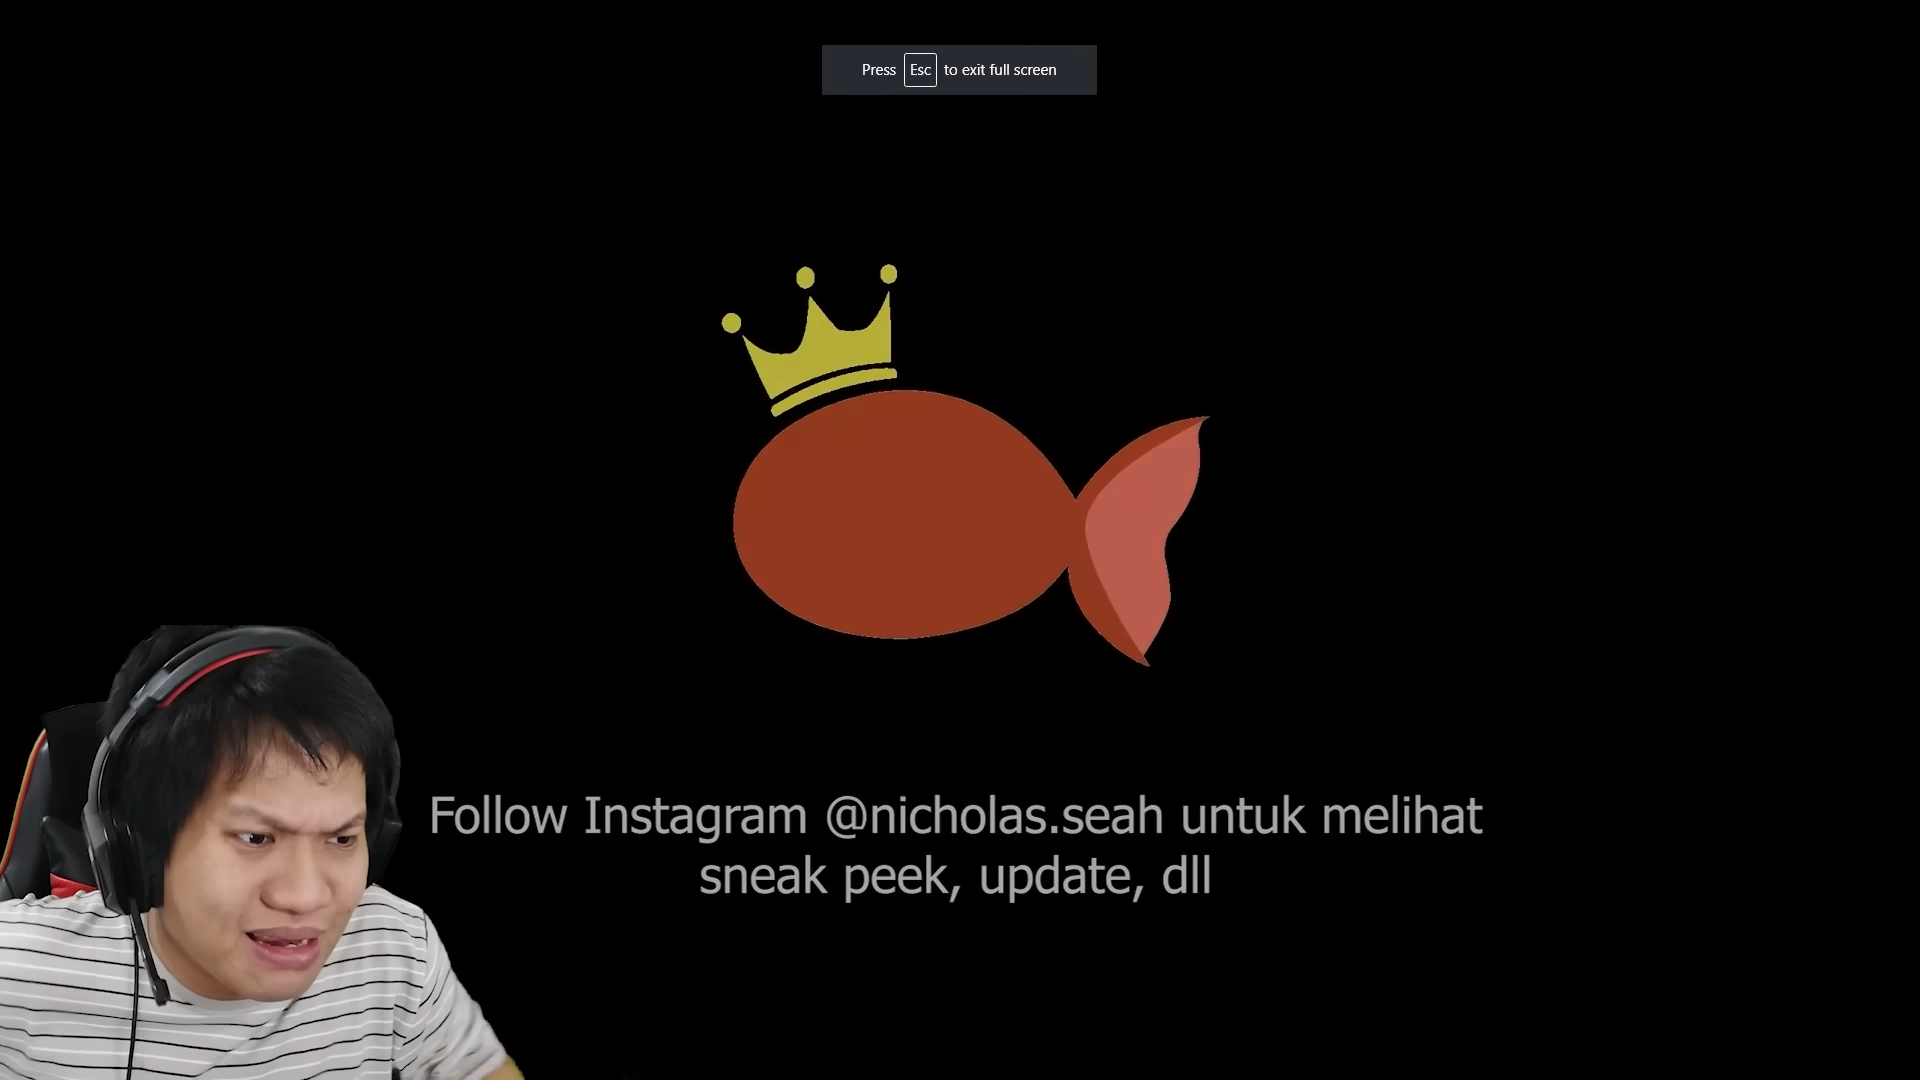 Press Esc to exit full screen
Follow Instagram @nicholas.seah untuk melihat
sneak peek, update, dll